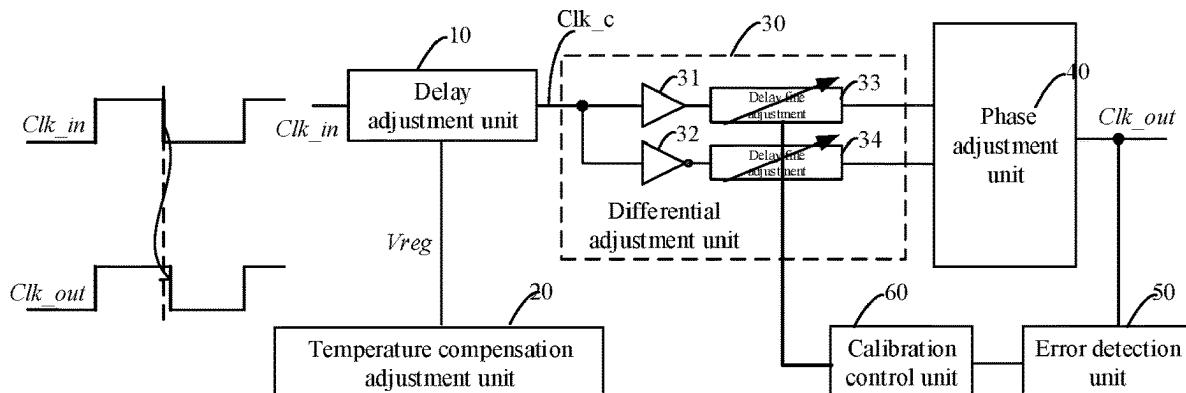 Clk_c
30
10
31
33
40
Delay
adjustment unit
Delay fine
adjustment
Clk_in
Clk_in
32
34
Delay fine
adjustment
Phase
adjustment
unit
Clk_out
Differential
adjustment unit
Vreg
Clk_out
20
60
50
Temperature compensation
adjustment unit
Calibration
control unit
Error detection
unit